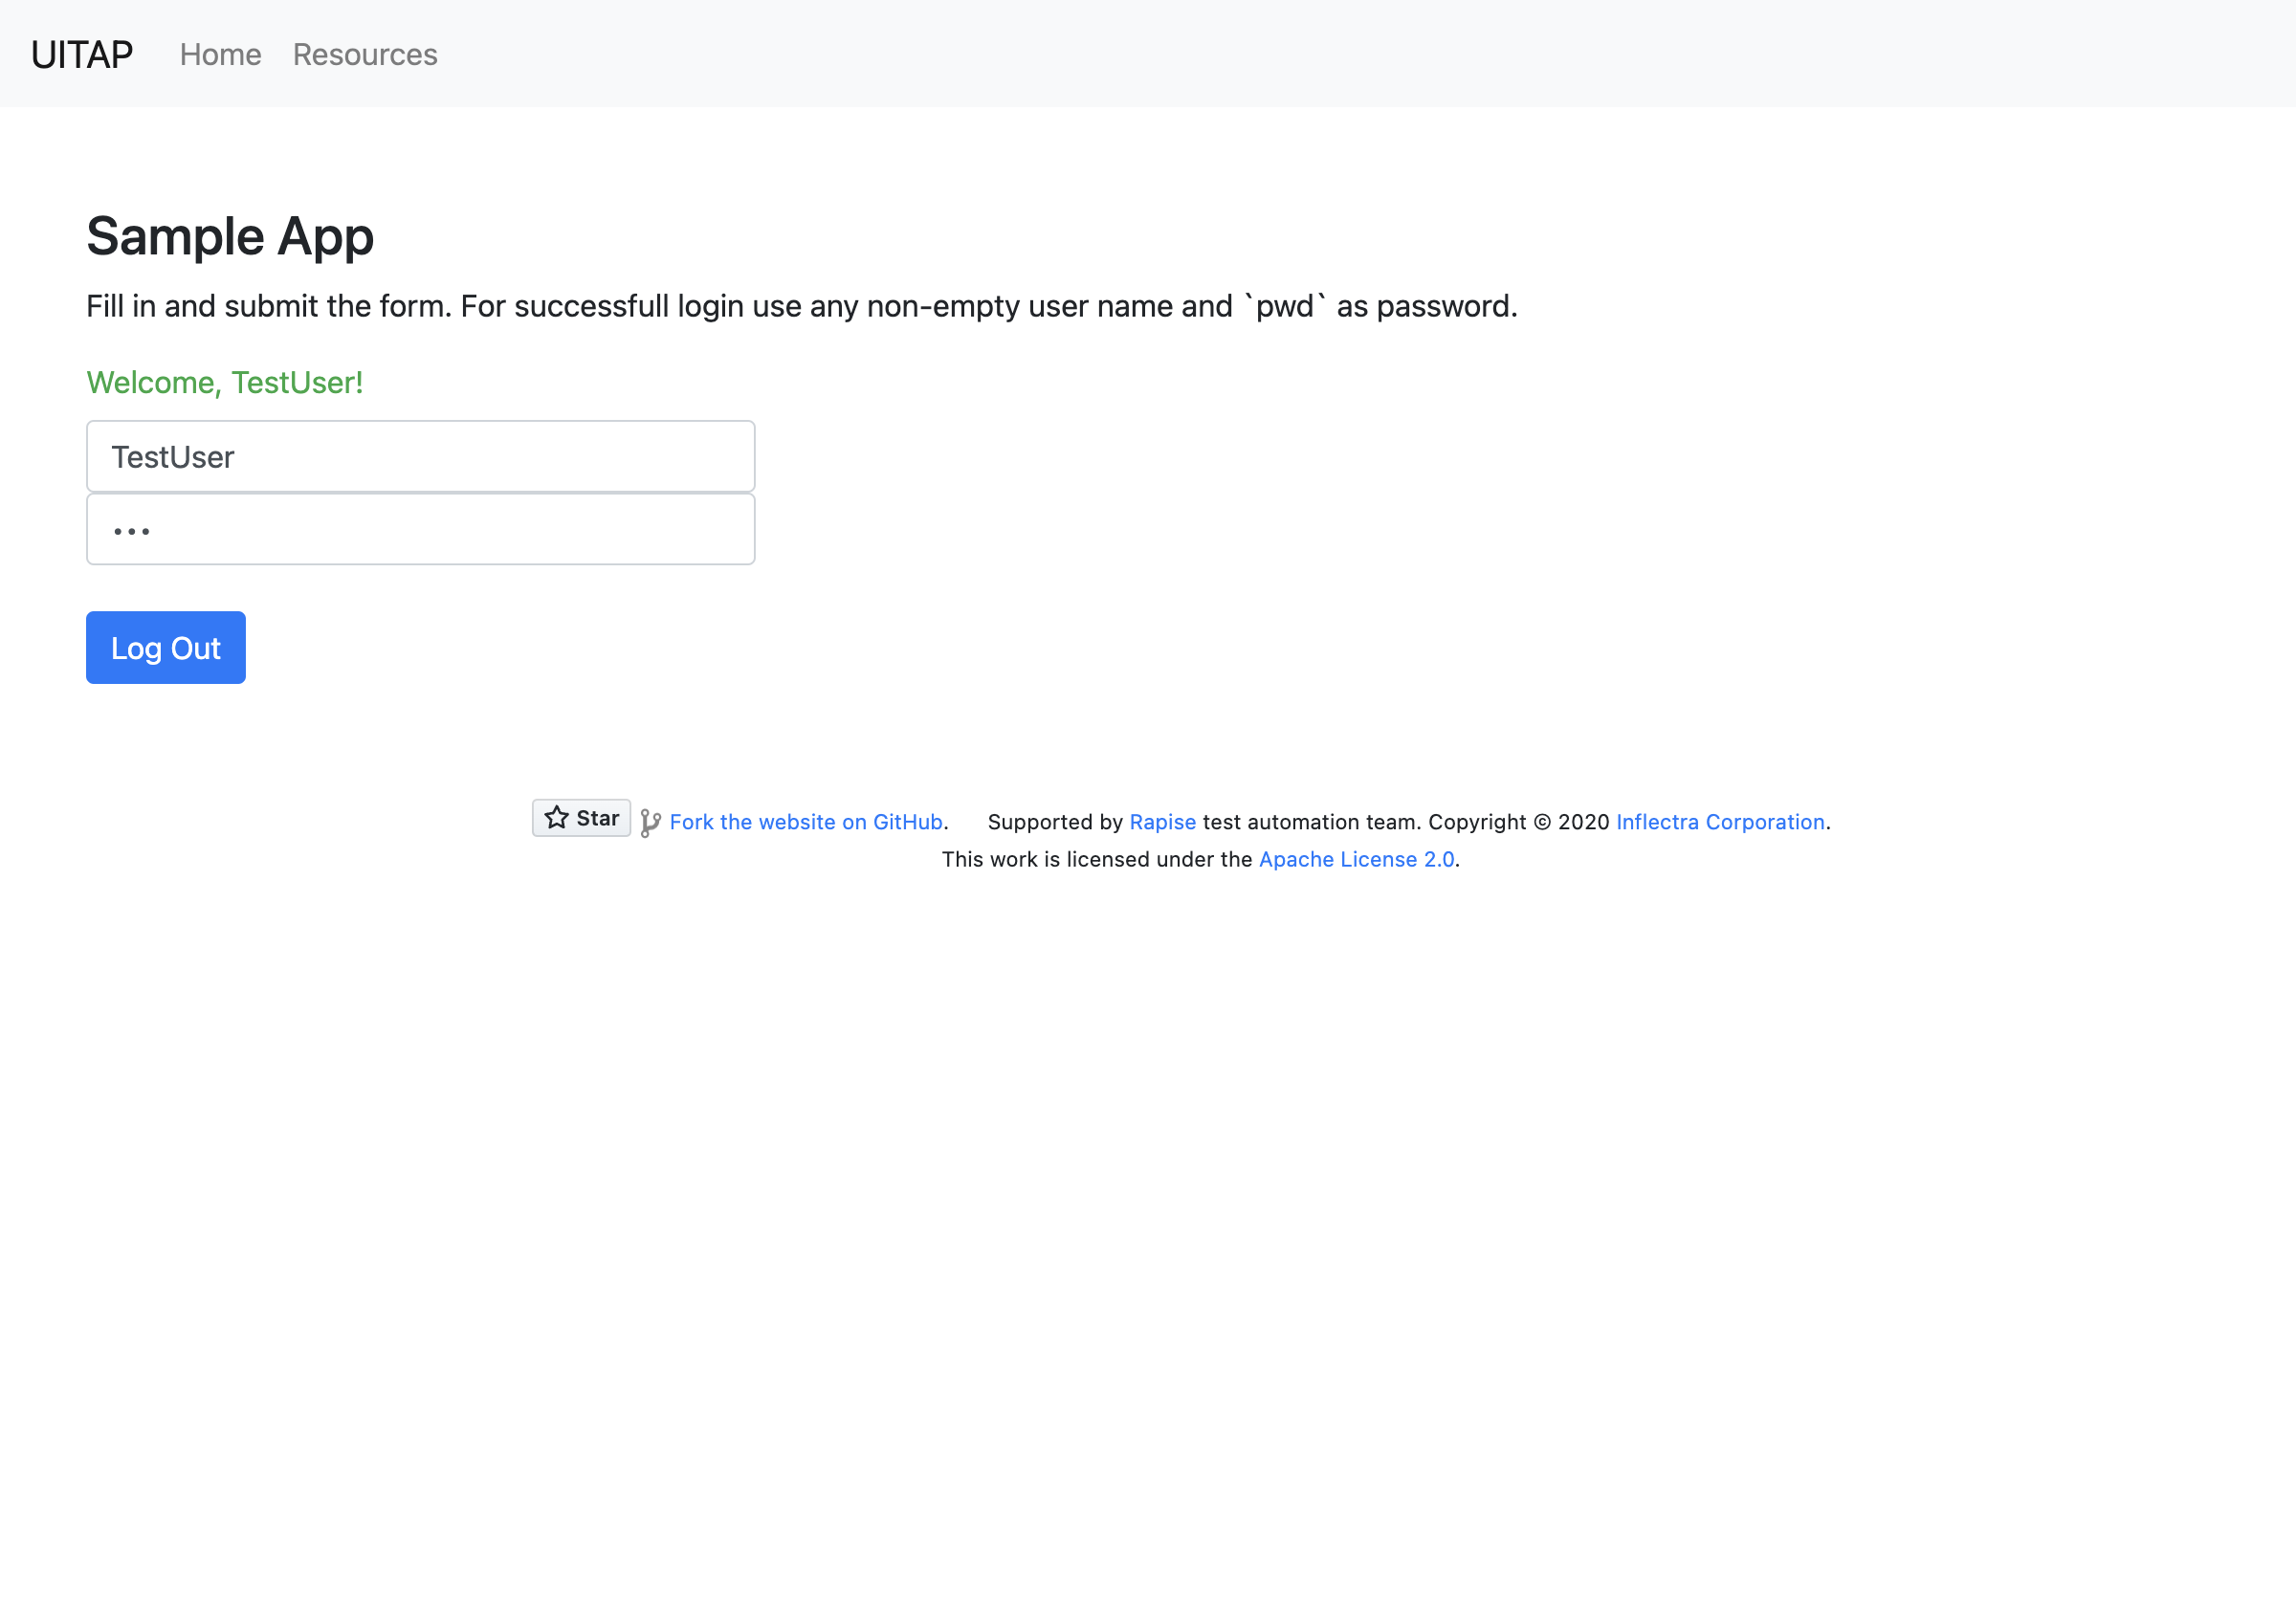 UITAP Home Resources
Sample App
Fill in and submit the form. For successfull login use any non-empty user name and `pwd` as password.
Welcome, TestUser!
TestUser
•••
Log Out
Star Fork the website on GitHub. Supported by Rapise test automation team. Copyright © 2020 Inflectra Corporation.
This work is licensed under the Apache License 2.0.